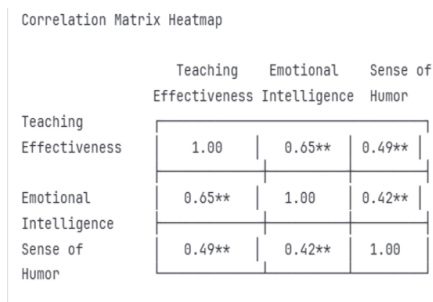 Correlation Matrix Heatmap
Teaching Emotional Sense of
Effectiveness Intelligence Humor
Teaching
Effectiveness 1.00 0.65** 0.49**
Emotional 0.65** 1.00 0.42**
Intelligence
Sense of 0.49** 0.42** 1.00
Humor